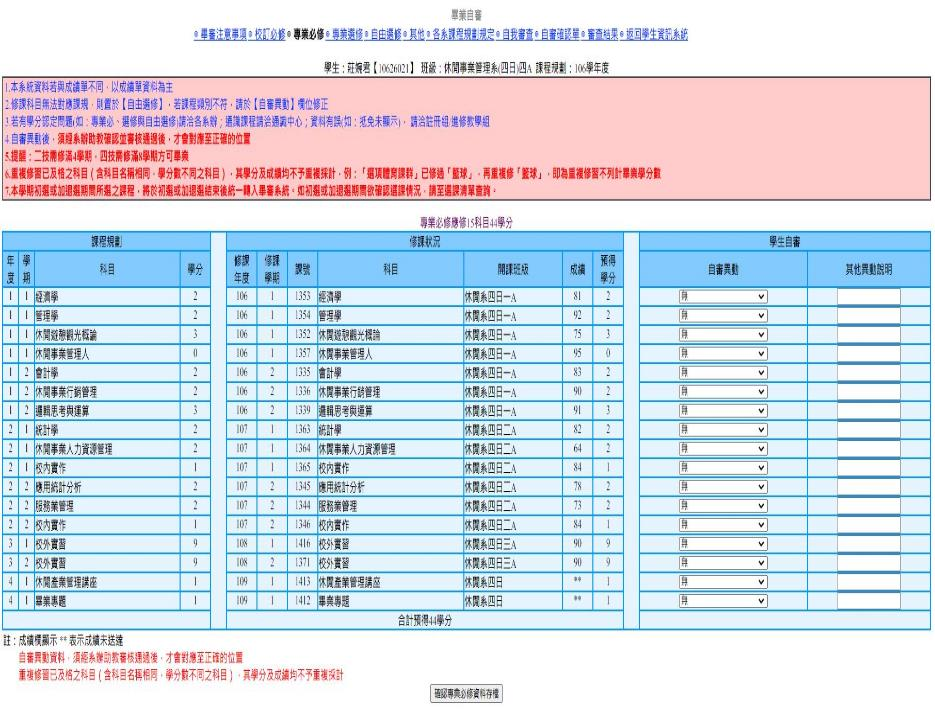 畢業自審
畢審注意事項 校訂必修 專業必修 專業選修 自由選修 其他 各系課程規劃規定 自我審查 自審確認單 審查結果 返回學生資訊系統
學生：莊婉君【10626021】 班級：休閒事業管理系(四日)四A 課程規劃：106學年度
1.本系統資料若與成績單不同，以成績單資料為主
2.修課科目無法對應課規，則置於【自由選修】，若課程類別不符，請於【自審異動】欄位修正
3.若有學分認定問題(如：專業必、選修與自由選修)請洽各系辦；通識課程請洽通識中心；資料有誤(如：抵免未顯示)，請洽註冊組/進修教學組
4.自審異動後，須經系辦助教確認並審核通過後，才會對應至正確的位置
5.提醒：二技需修滿4學期，四技需修滿8學期方可畢業
6.重複修習已及格之科目（含科目名稱相同，學分數不同之科目），其學分及成績均不予重複採計，例：「選項體育課群」已修過「籃球」，再重複修「籃球」，即為重複修習不列計畢業學分數
7.本學期初選或加退選期間所選之課程，將於初選或加退選結束後統一轉入畢審系統。如初選或加退選期間欲確認選課情況，請至選課清單查詢。
專業必修應修15科目44學分
課程規劃 修課狀況 學生自審
年度 學期 科目 學分 修課年度 修課學期 課號 科目 開課班級 成績 預得學分 自審異動 其他異動說明
1 1 經濟學 2 106 1 1353 經濟學 休閒系四日一A 81 2 無
1 1 管理學 2 106 1 1354 管理學 休閒系四日一A 92 2 無
1 1 休閒遊憩觀光概論 3 106 1 1352 休閒遊憩觀光概論 休閒系四日一A 75 3 無
1 1 休閒事業管理人 0 106 1 1357 休閒事業管理人 休閒系四日一A 95 0 無
1 2 會計學 2 106 2 1335 會計學 休閒系四日一A 83 2 無
1 2 休閒事業行銷管理 2 106 2 1336 休閒事業行銷管理 休閒系四日一A 90 2 無
1 2 邏輯思考與運算 3 106 2 1339 邏輯思考與運算 休閒系四日一A 91 3 無
2 1 統計學 2 107 1 1363 統計學 休閒系四日二A 82 2 無
2 1 休閒事業人力資源管理 2 107 1 1364 休閒事業人力資源管理 休閒系四日二A 64 2 無
2 1 校內實作 1 107 1 1365 校內實作 休閒系四日二A 84 1 無
2 2 應用統計分析 2 107 2 1345 應用統計分析 休閒系四日二A 78 2 無
2 2 服務業管理 2 107 2 1344 服務業管理 休閒系四日二A 73 2 無
2 2 校內實作 1 107 2 1346 校內實作 休閒系四日二A 84 1 無
3 1 校外實習 9 108 1 1416 校外實習 休閒系四日三A 90 9 無
3 2 校外實習 9 108 2 1371 校外實習 休閒系四日三A 90 9 無
4 1 休閒產業管理講座 1 109 1 1413 休閒產業管理講座 休閒系四日 ** 1 無
4 1 畢業專題 1 109 1 1412 畢業專題 休閒系四日 ** 1 無
合計預得44學分
註：成績欄顯示 ** 表示成績未送達
自審異動資料，須經系辦助教審核通過後，才會對應至正確的位置
重複修習已及格之科目（含科目名稱相同，學分數不同之科目），其學分及成績均不予重複採計
確認專業必修資料存檔